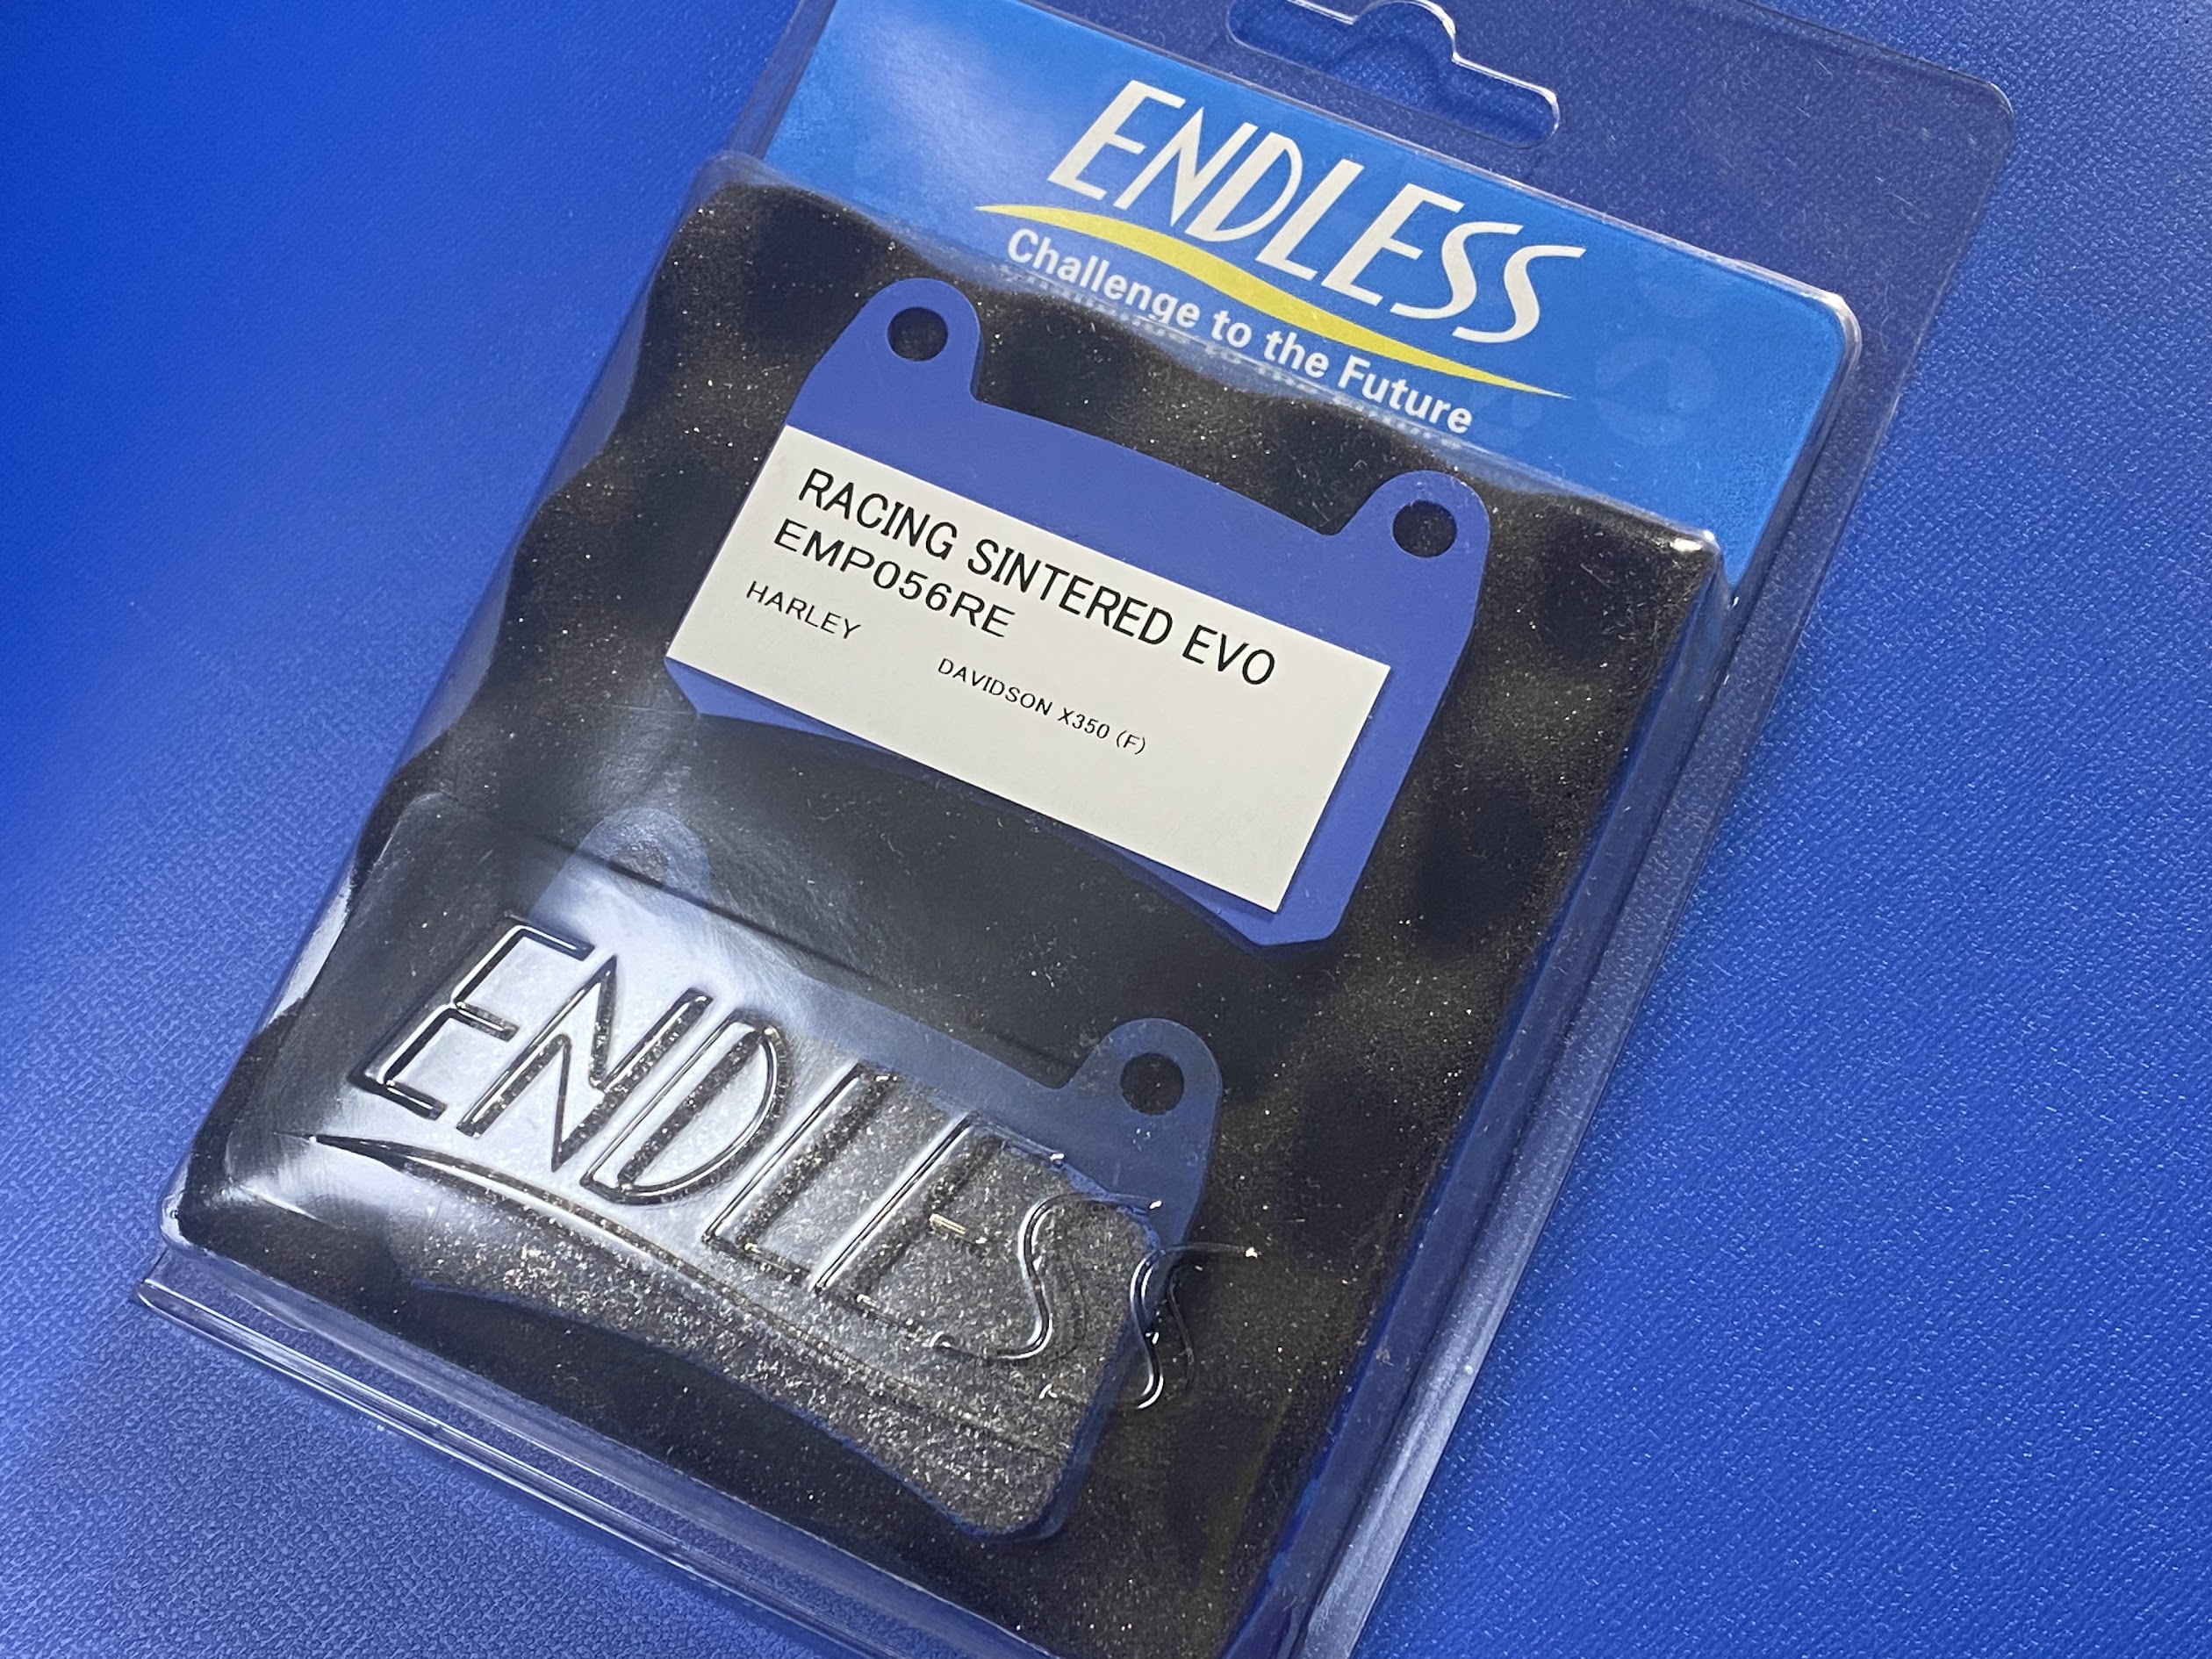 ENDLESS
Challenge to the Future
RACING SINTERED EVO
EMP056RE
HARLEY DAVIDSON X350 (F)
ENDLESS